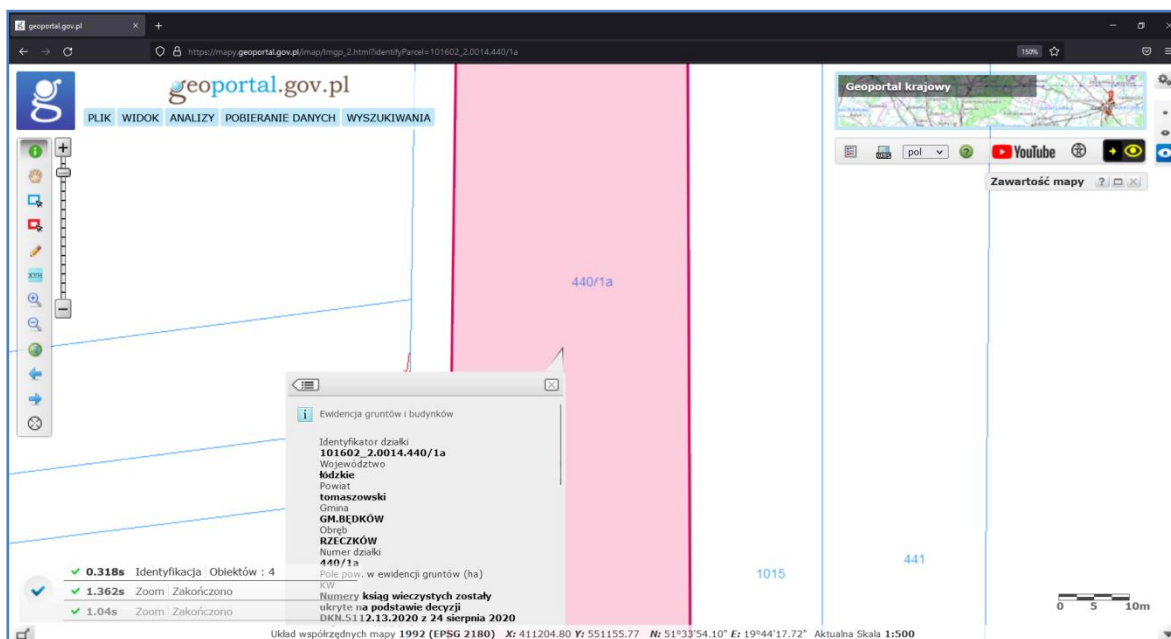 geoportal.gov.pl
https://mapy.geoportal.gov.pl/imap/Imgp_2.html?identifyParcel=101602_2.0014.440/1a
150%
geoportal.gov.pl
PLIK WIDOK ANALIZY POBIERANIE DANYCH WYSZUKIWANIA
Geoportal krajowy
pol
YouTube
Zawartość mapy
XYH
440/1a
Ewidencja gruntów i budynków
Identyfikator działki
101602_2.0014.440/1a
Województwo
łódzkie
Powiat
tomaszowski
Gmina
GM.BĘDKÓW
Obręb
RZECZKÓW
Numer działki
440/1a
Pole pow. w ewidencji gruntów (ha)
KW
Numery ksiąg wieczystych zostały
ukryte na podstawie decyzji
DKN.5112.13.2020 z 24 sierpnia 2020
0.318s Identyfikacja Obiektów : 4
1.362s Zoom Zakończono
1.04s Zoom Zakończono
1015
441
0 5 10m
Układ współrzędnych mapy 1992 (EPSG 2180) X: 411204.80 Y: 551155.77 N: 51°33'54.10" E: 19°44'17.72" Aktualna Skala 1:500